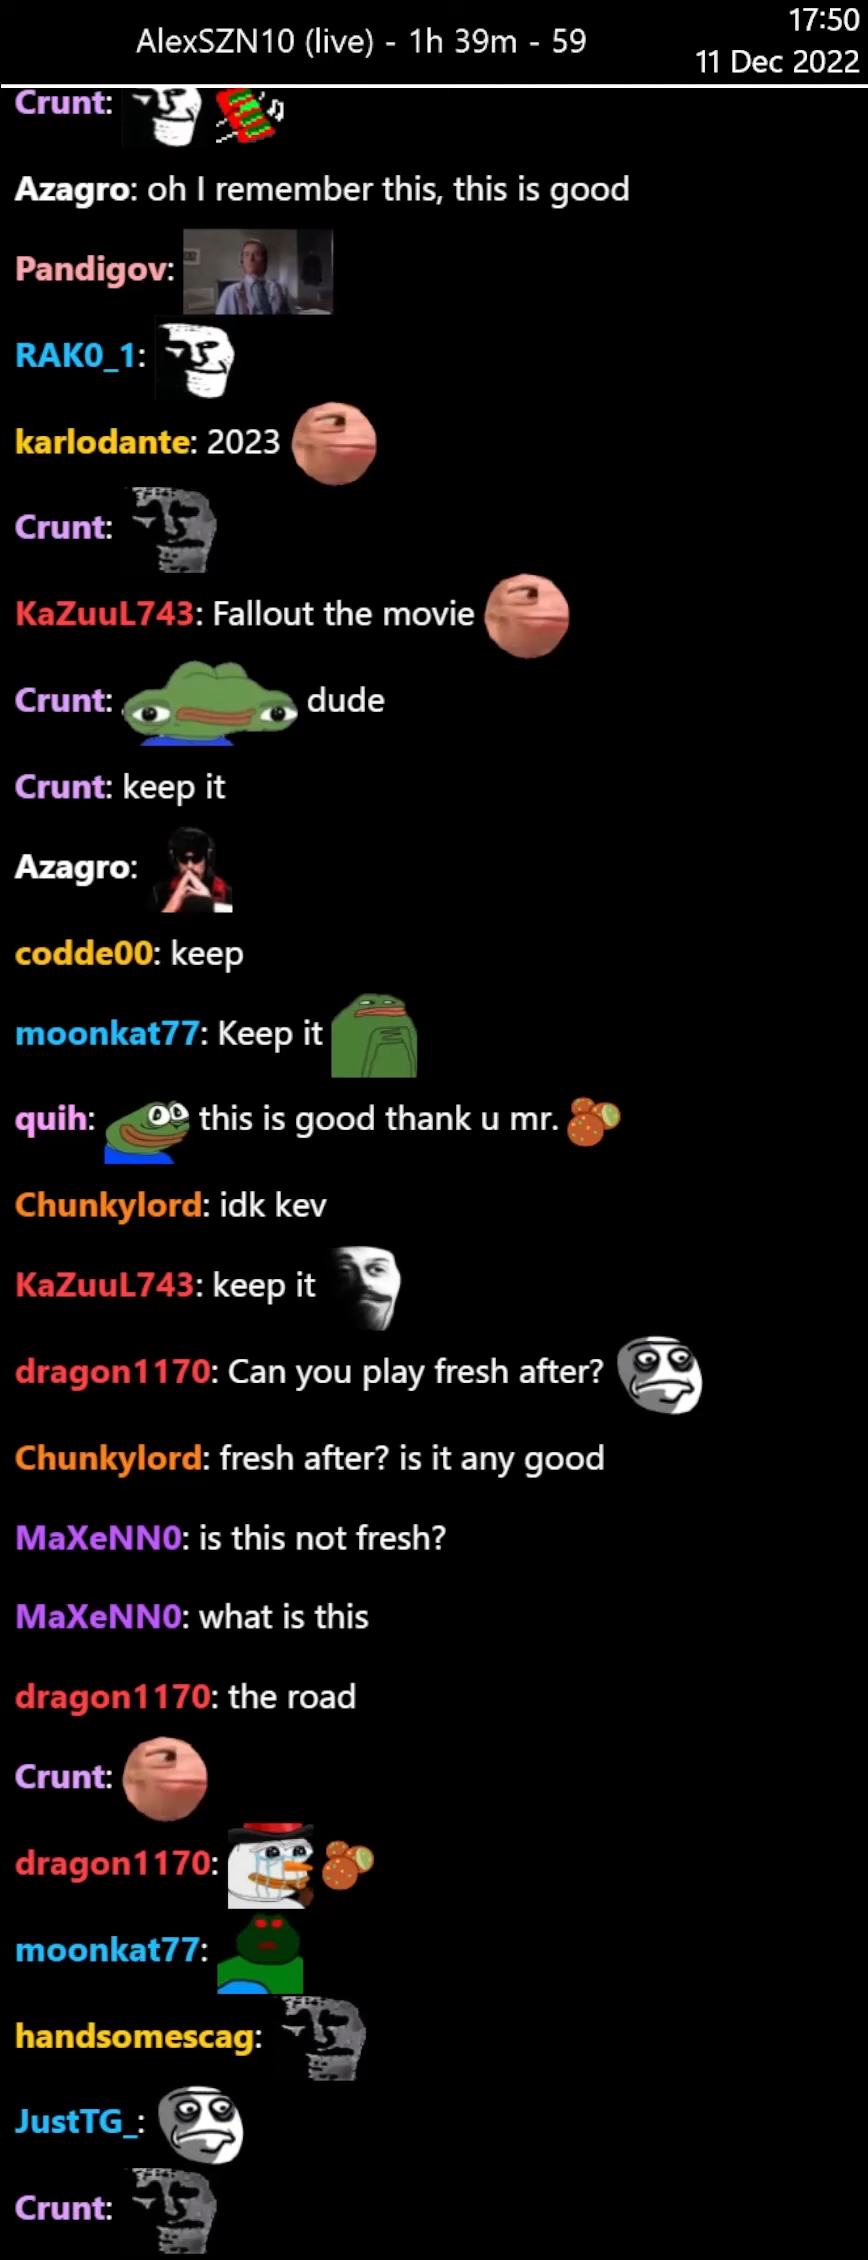 17:50
AlexSZN10 (live) - 1h 39m - 59
11 Dec 2022
Crunt:
Azagro: oh I remember this, this is good
Pandigov:
RAK0_1:
karlodante: 2023
Crunt:
KaZuuL743: Fallout the movie
Crunt: dude
Crunt: keep it
Azagro:
codde00: keep
moonkat77: Keep it
quih: this is good thank u mr.
Chunkylord: idk kev
KaZuuL743: keep it
dragon1170: Can you play fresh after?
Chunkylord: fresh after? is it any good
MaXeNN0: is this not fresh?
MaXeNN0: what is this
dragon1170: the road
Crunt:
dragon1170:
moonkat77:
handsomescag:
JustTG_:
Crunt: